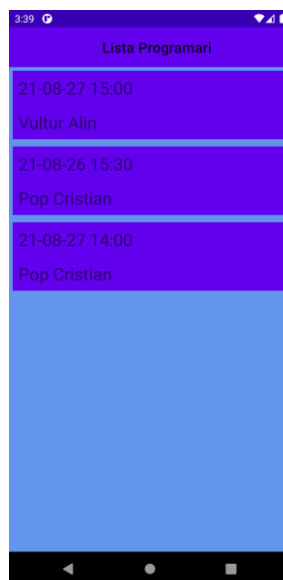 3:39
Lista Programari
21-08-27 15:00
Vultur Alin
21-08-26 15:30
Pop Cristian
21-08-27 14:00
Pop Cristian